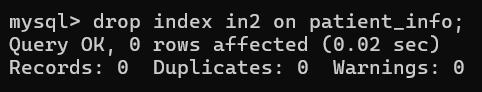 mysql> drop index in2 on patient_info;
Query OK, 0 rows affected (0.02 sec)
Records: 0  Duplicates: 0  Warnings: 0